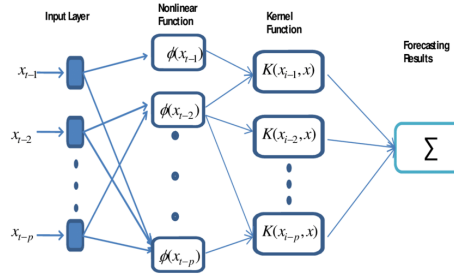 Input Layer
Nonlinear
Function
Kernel
Function
Forecasting
Results
x_{t-1}
x_{t-2}
x_{t-p}
ϕ(x_{t-1})
ϕ(x_{t-2})
ϕ(x_{t-p})
K(x_{i-1}, x)
K(x_{i-2}, x)
K(x_{i-p}, x)
Σ